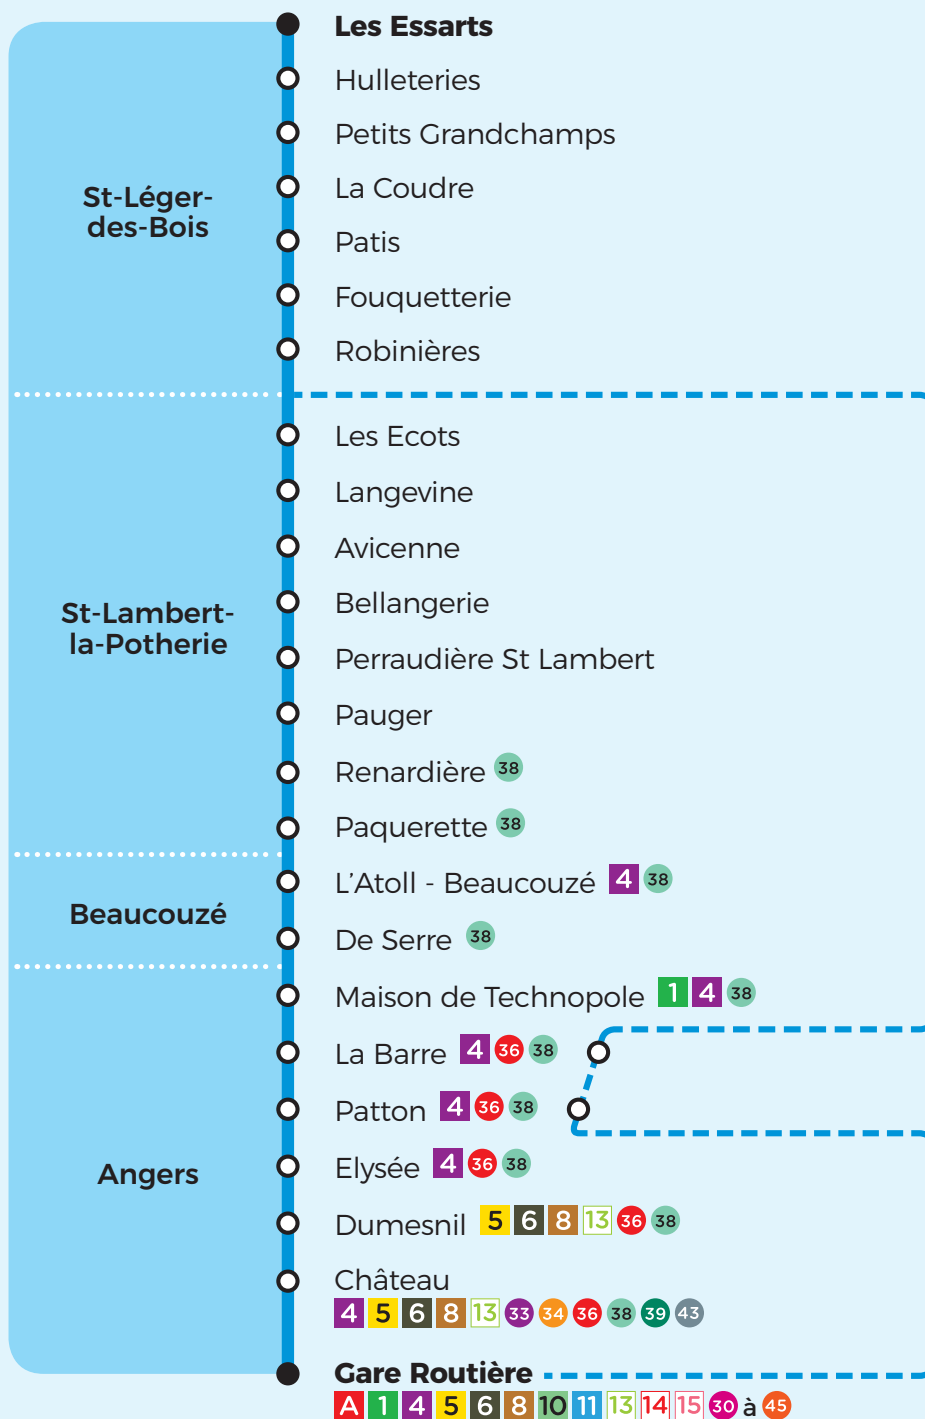 Les Essarts
Hulleteries
Petits Grandchamps
St-Léger-
des-Bois
La Coudre
Patis
Fouquetterie
Robinières
Les Ecots
Langevine
Avicenne
Bellangerie
St-Lambert-
la-Potherie
Perraudière St Lambert
Pauger
Renardière 38
Paquerette 38
L'Atoll - Beaucouzé 4 38
Beaucouzé
De Serre 38
Maison de Technopole 1 4 38
La Barre 4 36 38
Patton 4 36 38
Angers
Elysée 4 36 38
Dumesnil 5 6 8 13 36 38
Château
4 5 6 8 13 33 34 36 38 39 43
Gare Routière
A 1 4 5 6 8 10 11 13 14 15 30 à 45